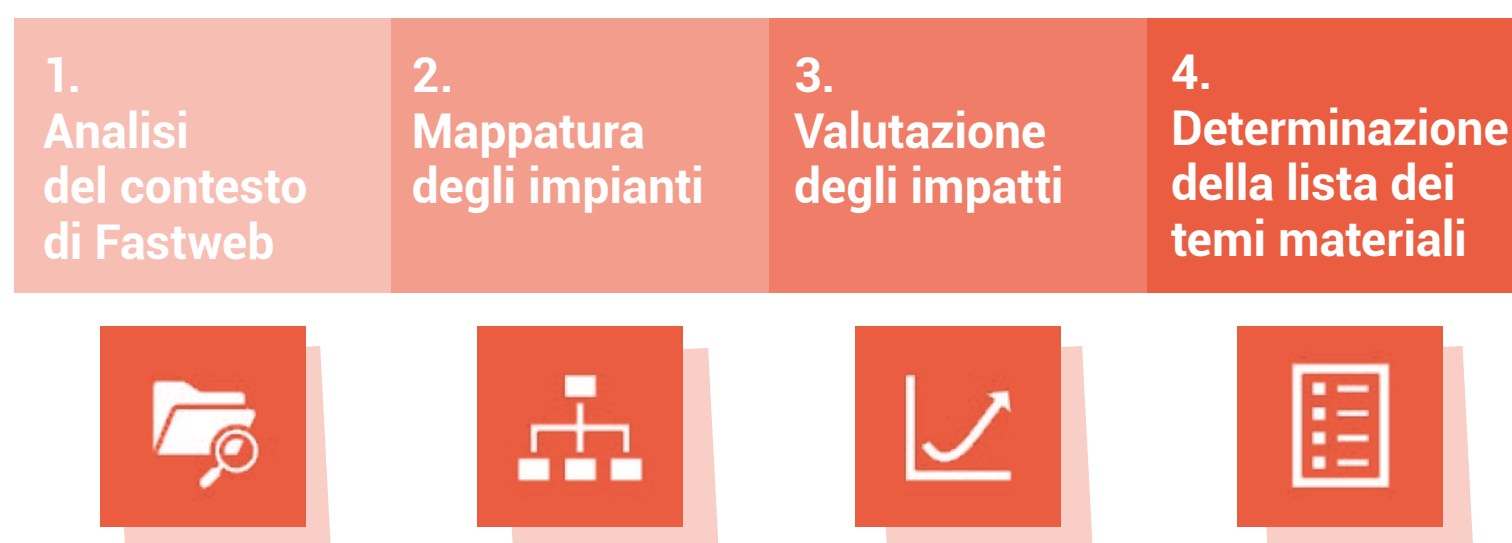 1.
Analisi
del contesto
di Fastweb
2.
Mappatura
degli impianti
3.
Valutazione
degli impatti
4.
Determinazione
della lista dei
temi materiali